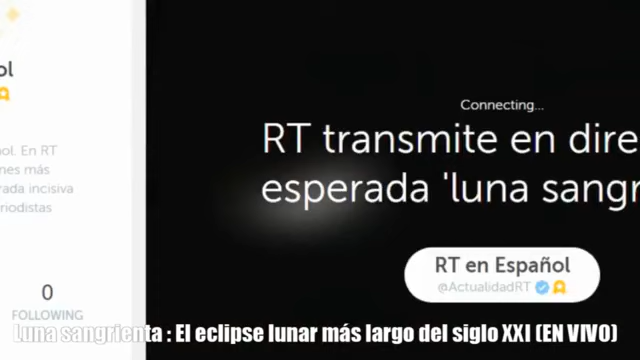 ol
ol. En RT
nes más
rada incisiva
riodistas
0
FOLLOWING
Connecting...
RT transmite en dire
esperada 'luna sangr
RT en Español
@ActualidadRT
Luna sangrienta : El eclipse lunar más largo del siglo XXI (EN VIVO)